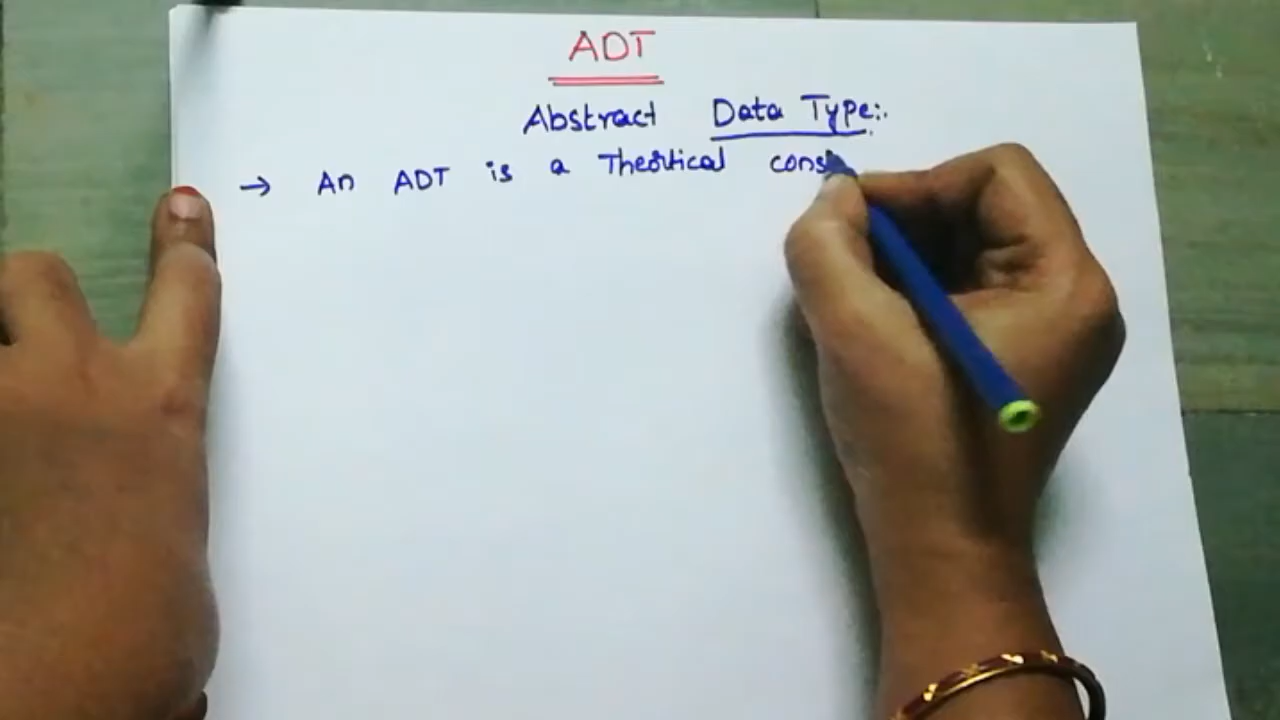 ADT
Abstract Data Type:.
→ An ADT is a Theortical cons